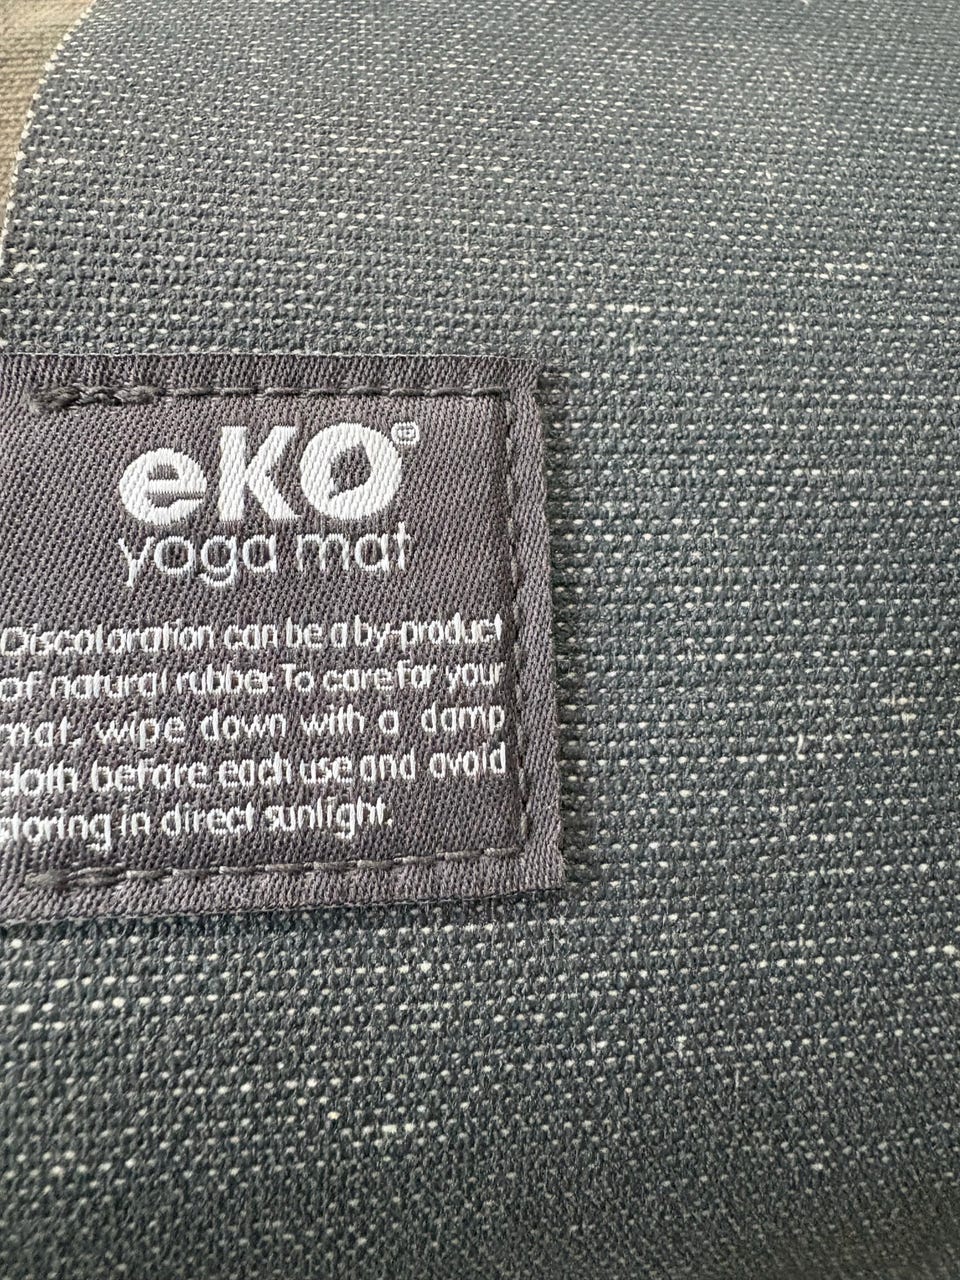 eKO®
yoga mat
Discoloration can be a by-product
of natural rubber. To care for your
mat, wipe down with a damp
cloth before each use and avoid
storing in direct sunlight.